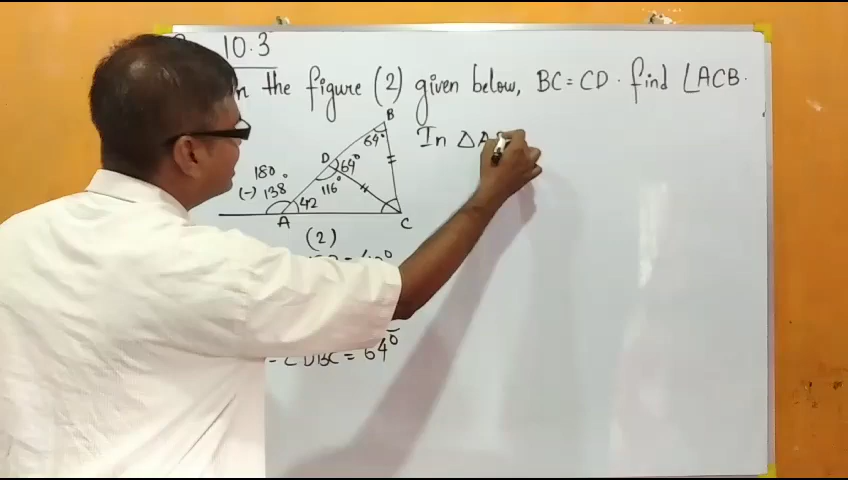 10.3
the figure (2) given below, BC = CD. find ∠ACB.
B
64°
In △A
D
64°
180°
116°
(-) 138
42
A
C
(2)
= ∠DBC = 64°